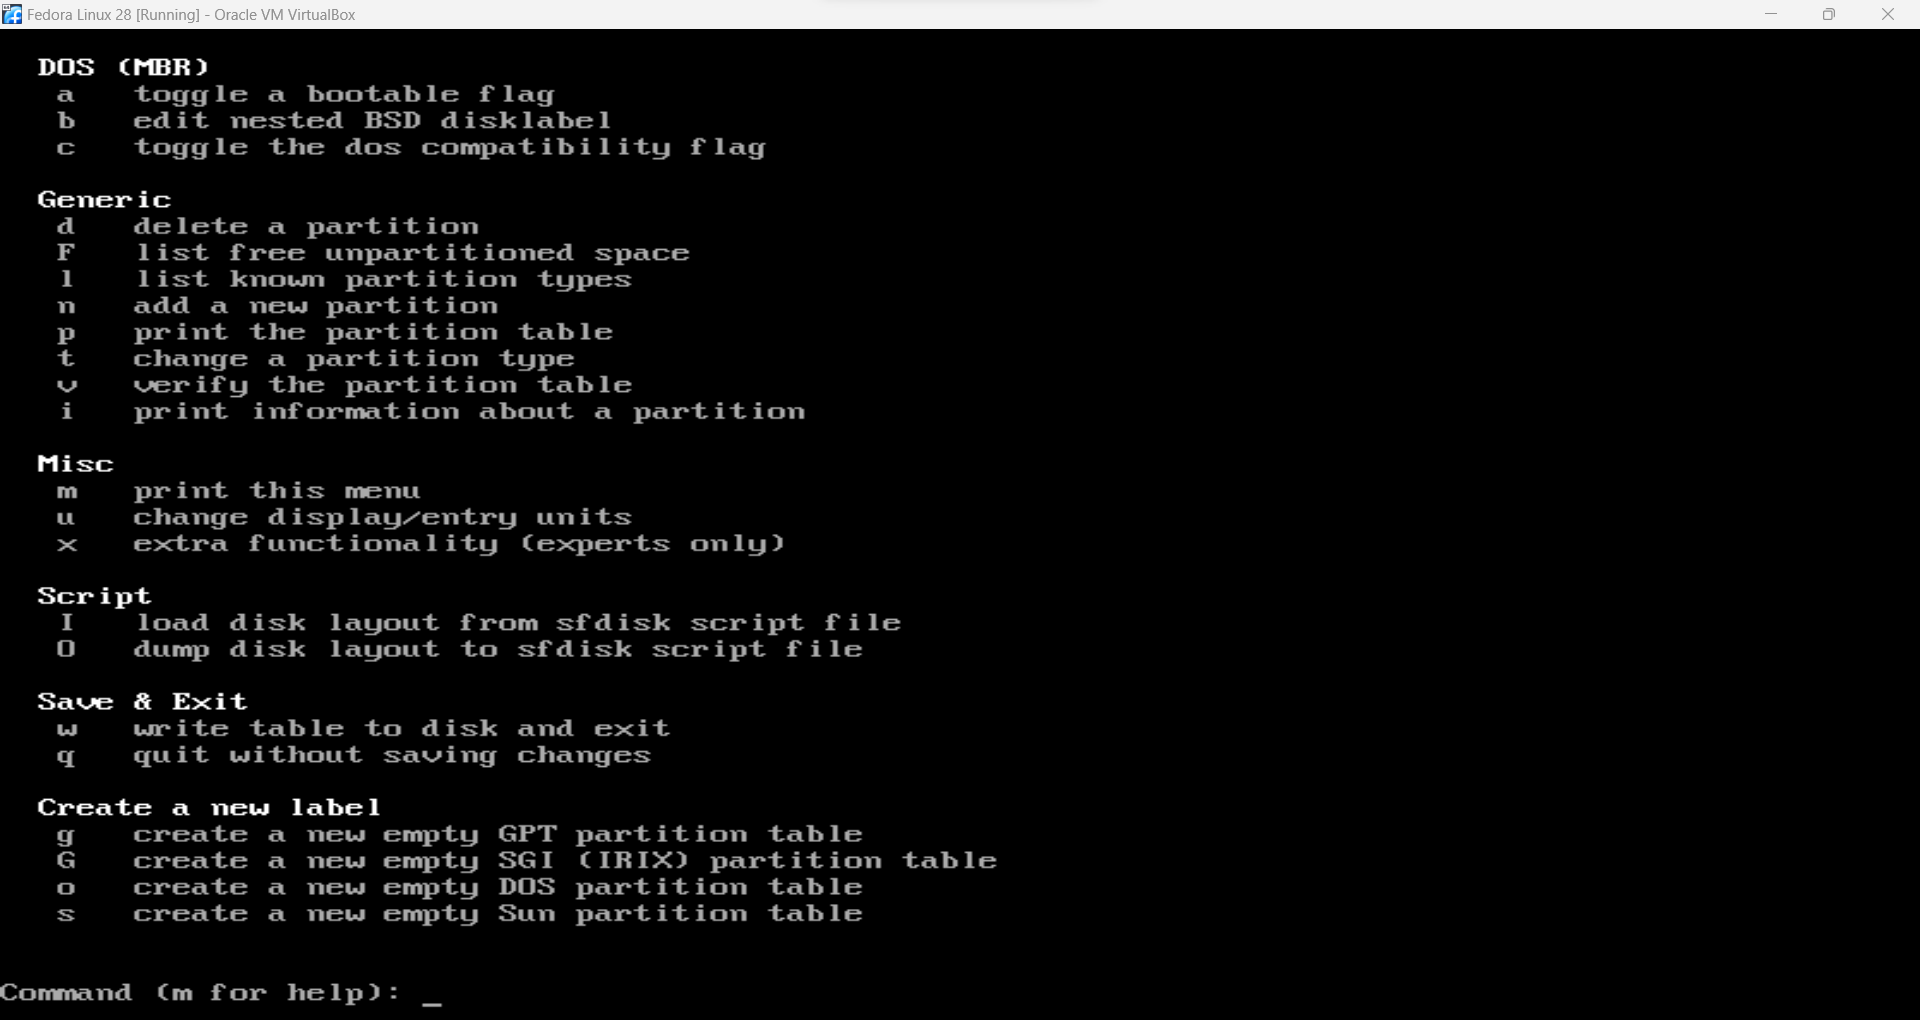 Fedora Linux 28 [Running] - Oracle VM VirtualBox
DOS (MBR)
a toggle a bootable flag
b edit nested BSD disklabel
c toggle the dos compatibility flag
Generic
d delete a partition
F list free unpartitioned space
l list known partition types
n add a new partition
p print the partition table
t change a partition type
v verify the partition table
i print information about a partition
Misc
m print this menu
u change display/entry units
x extra functionality (experts only)
Script
I load disk layout from sfdisk script file
O dump disk layout to sfdisk script file
Save & Exit
w write table to disk and exit
q quit without saving changes
Create a new label
g create a new empty GPT partition table
G create a new empty SGI (IRIX) partition table
o create a new empty DOS partition table
s create a new empty Sun partition table
Command (m for help): _